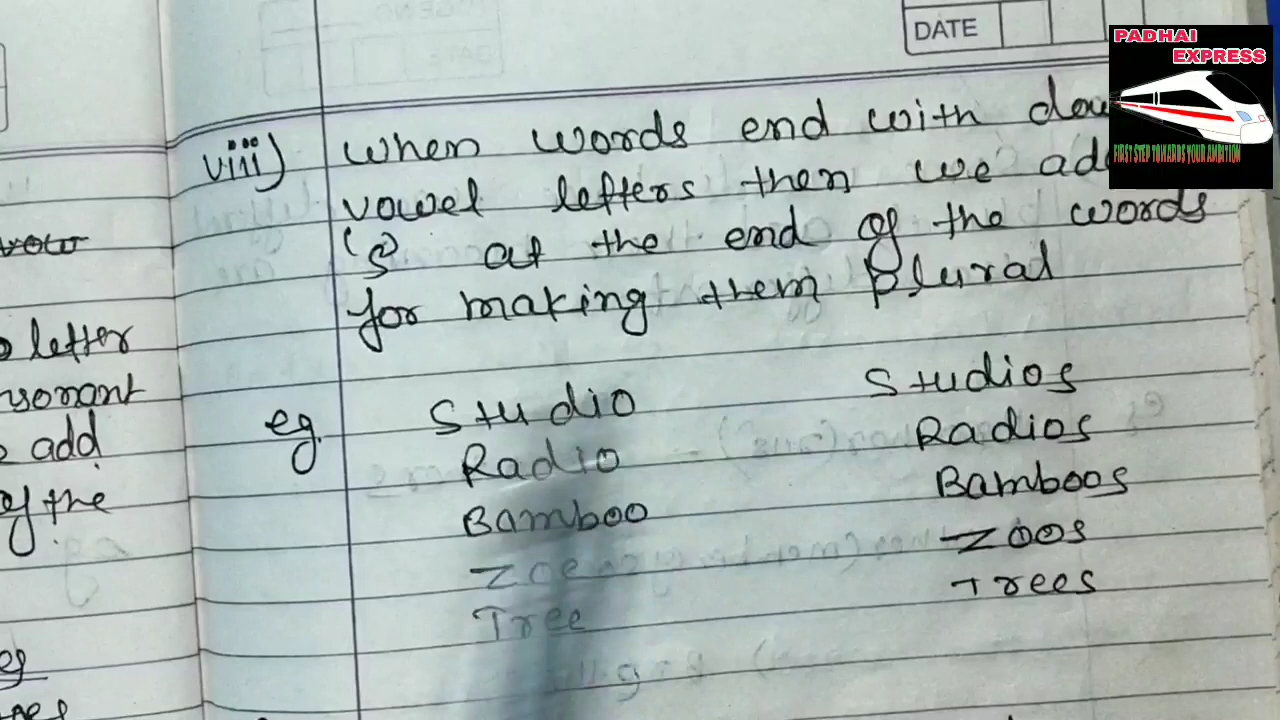 DATE
PADHAI
EXPRESS
FIRST STEP TOWARDS YOUR AMBITION
viii) When words end with
vowel letters then we
's' at the end of the words
for making them plural
letter
add
of the
eg. Studio Studios
Radio Radios
Bamboo Bamboos
Zoe Zoos
Tree Trees
eg